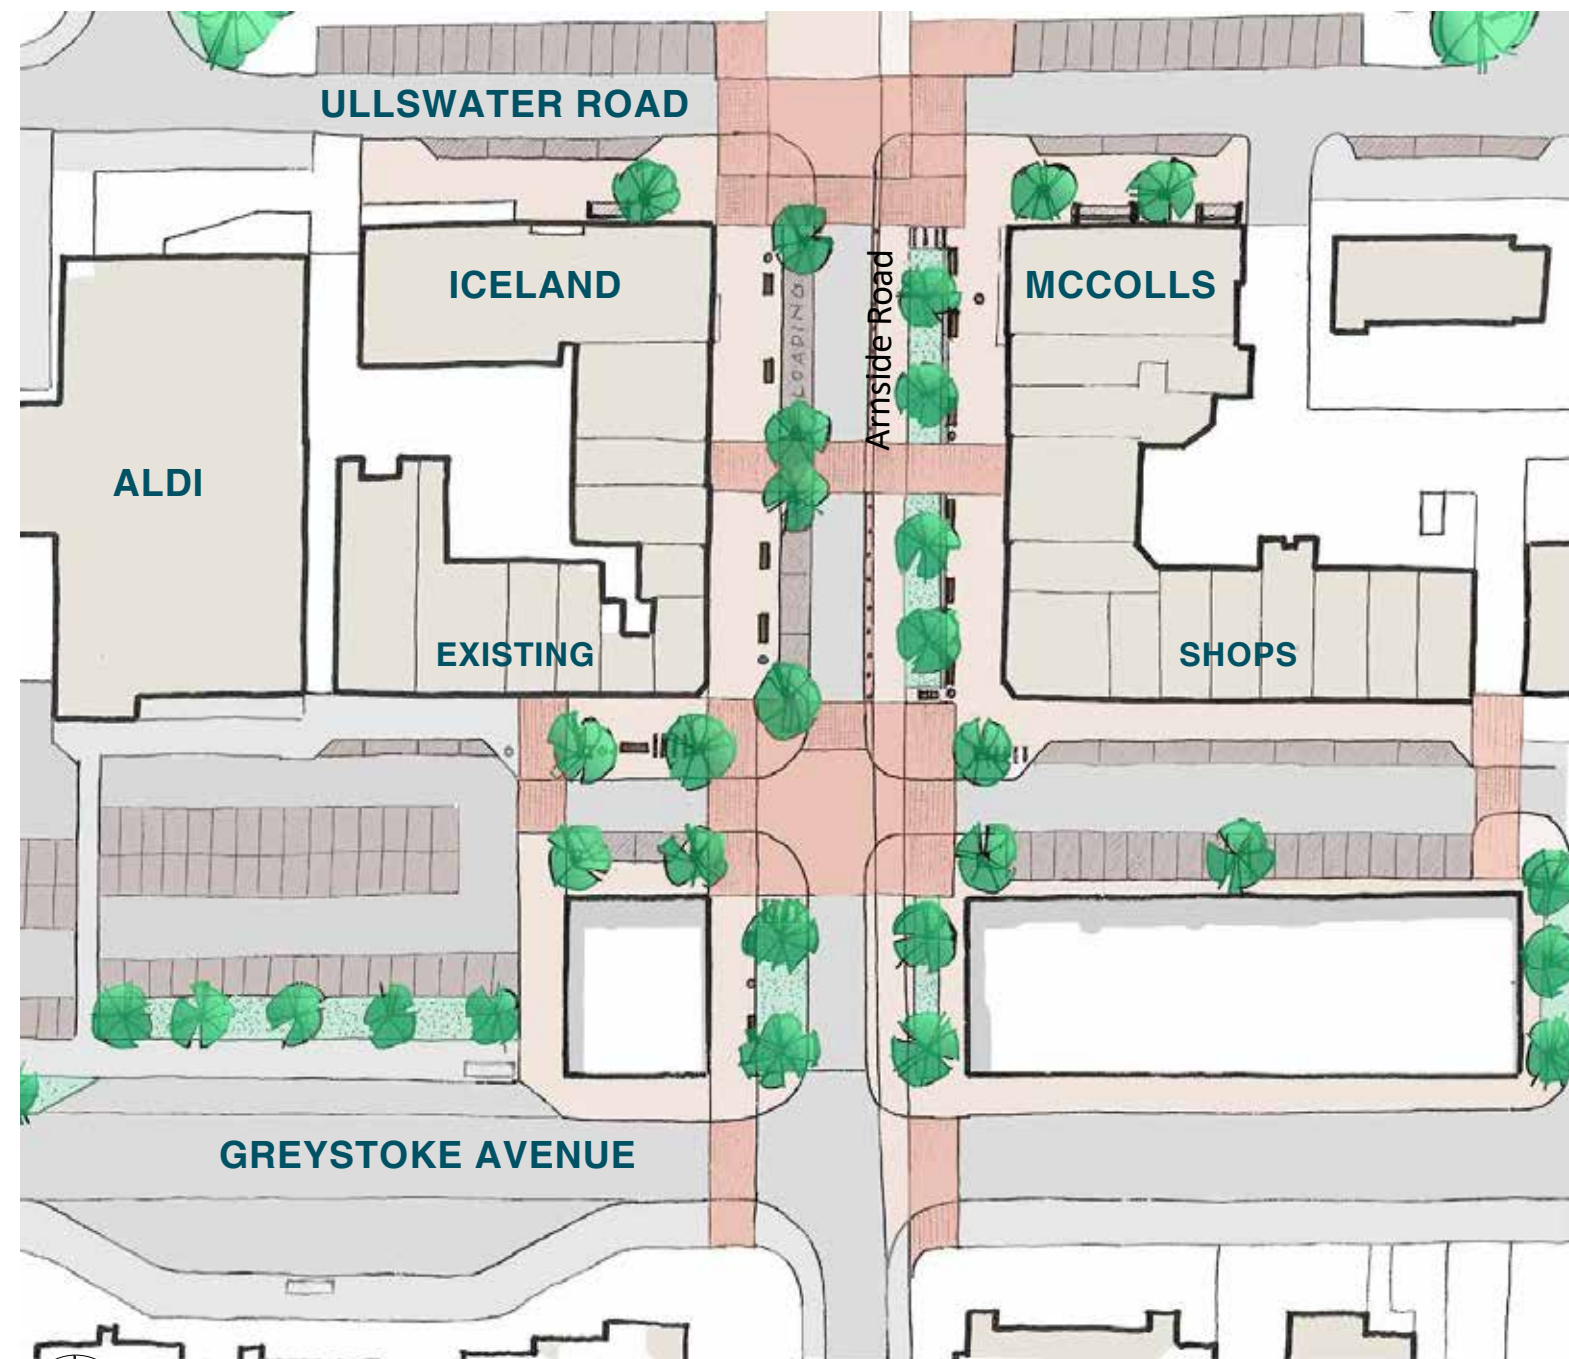 ULLSWATER ROAD
ICELAND
LOADING
Arnside Road
MCCOLLS
ALDI
EXISTING
SHOPS
GREYSTOKE AVENUE